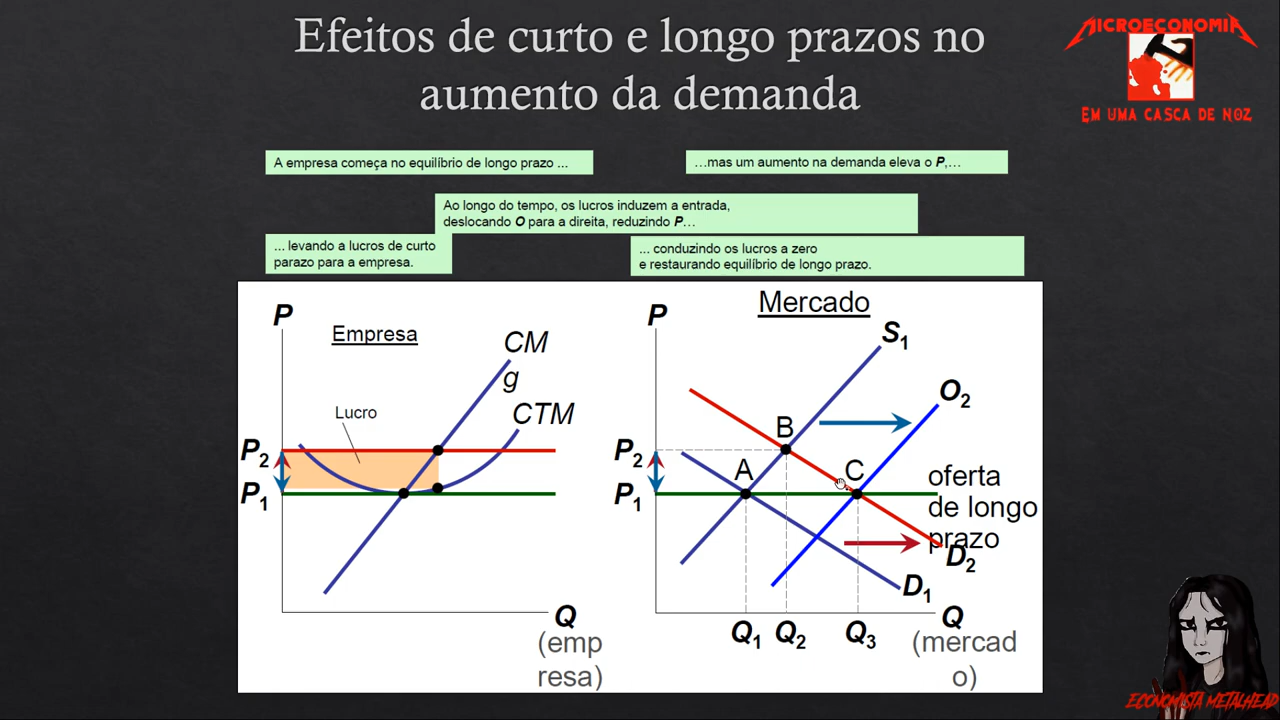 Efeitos de curto e longo prazos no
aumento da demanda
MICROECONOMIA
EM UMA CASCA DE NOZ
A empresa começa no equilíbrio de longo prazo ...
…mas um aumento na demanda eleva o P,…
Ao longo do tempo, os lucros induzem a entrada,
deslocando O para a direita, reduzindo P…
... levando a lucros de curto
parazo para a empresa.
... conduzindo os lucros a zero
e restaurando equilíbrio de longo prazo.
P
Empresa
CM
g
CTM
Lucro
P2
P1
Q
(emp
resa)
Mercado
P
S1
O2
B
A
C
P2
P1
oferta
de longo
prazo
D2
D1
Q1
Q2
Q3
Q
(mercad
o)
ECONOMISTA METALHEAD